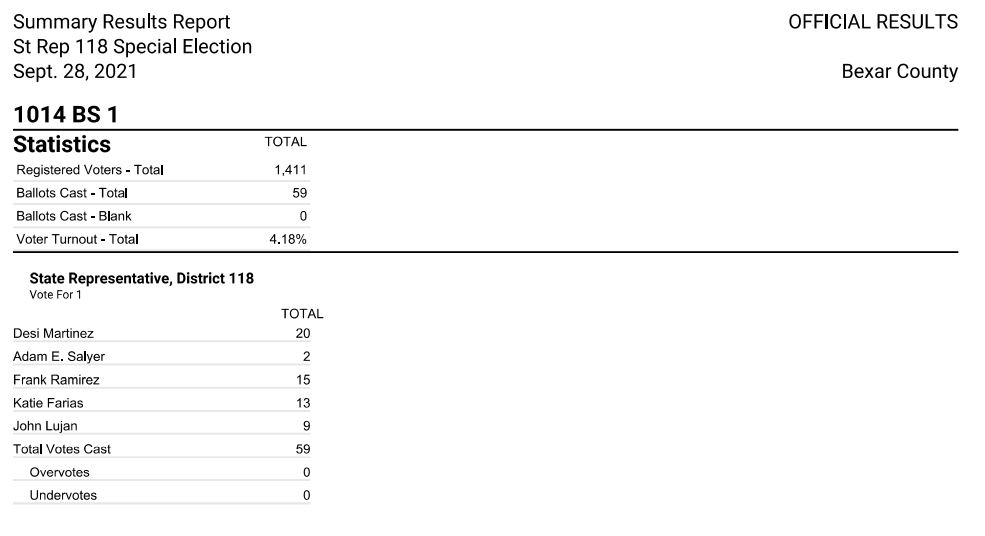 Summary Results Report OFFICIAL RESULTS
St Rep 118 Special Election
Sept. 28, 2021 Bexar County
1014 BS 1
Statistics TOTAL
Registered Voters - Total 1,411
Ballots Cast - Total 59
Ballots Cast - Blank 0
Voter Turnout - Total 4.18%
State Representative, District 118
Vote For 1
TOTAL
Desi Martinez 20
Adam E. Salyer 2
Frank Ramirez 15
Katie Farias 13
John Lujan 9
Total Votes Cast 59
Overvotes 0
Undervotes 0